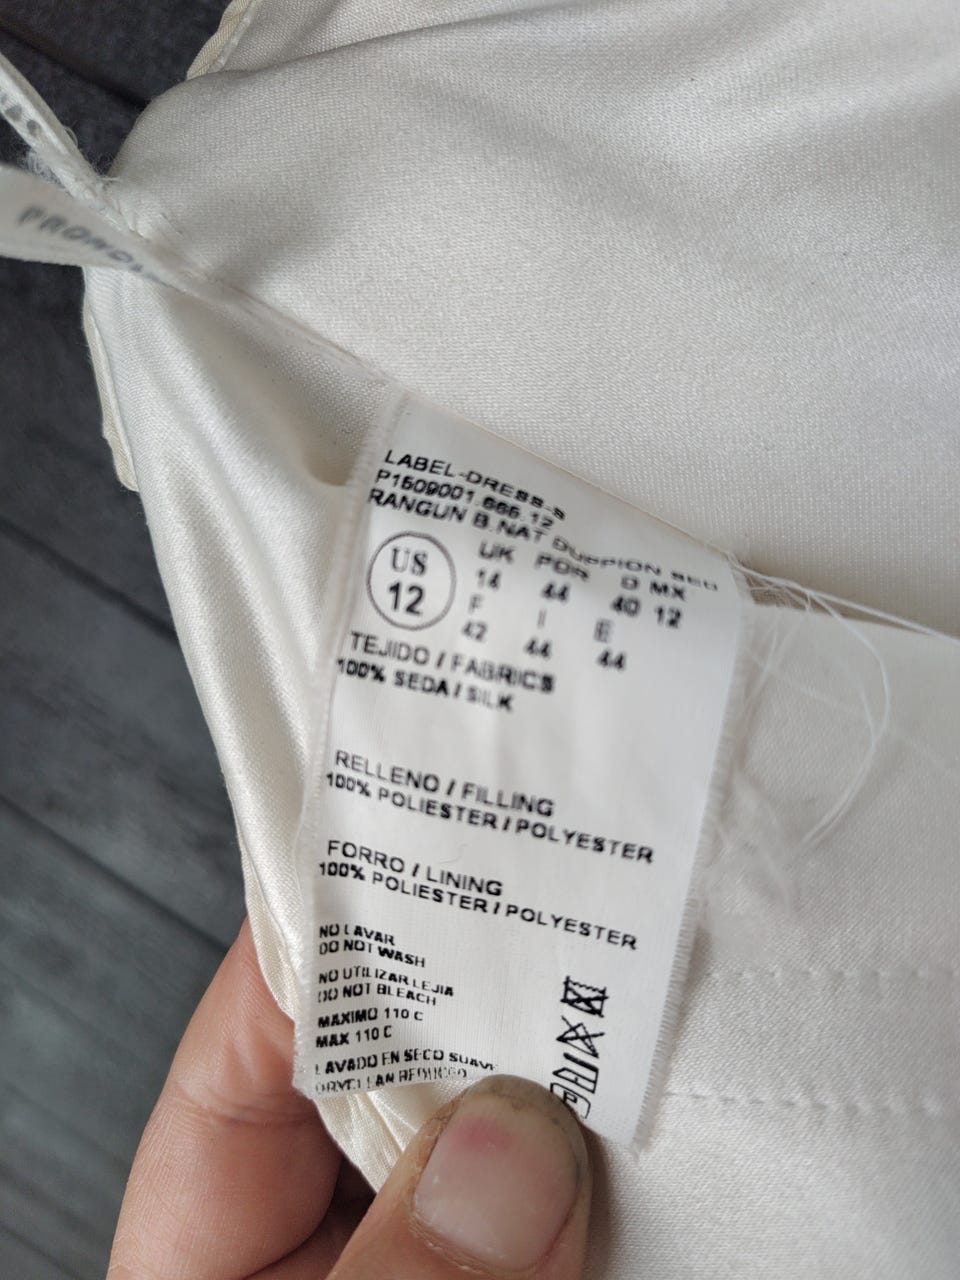 LABEL-DRESS-S
P1509001.665.12
RANGUN B.NAT DUPPION
US
12
UK POR D MX
14 44 40 12
F I E
42 44 44
TEJIDO / FABRICS
100% SEDA / SILK
RELLENO / FILLING
100% POLIESTER / POLYESTER
FORRO / LINING
100% POLIESTER / POLYESTER
NO LAVAR
DO NOT WASH
NO UTILIZAR LEJIA
DO NOT BLEACH
MAXIMO 110 C
MAX 110 C
LAVADO EN SECO SUAVE